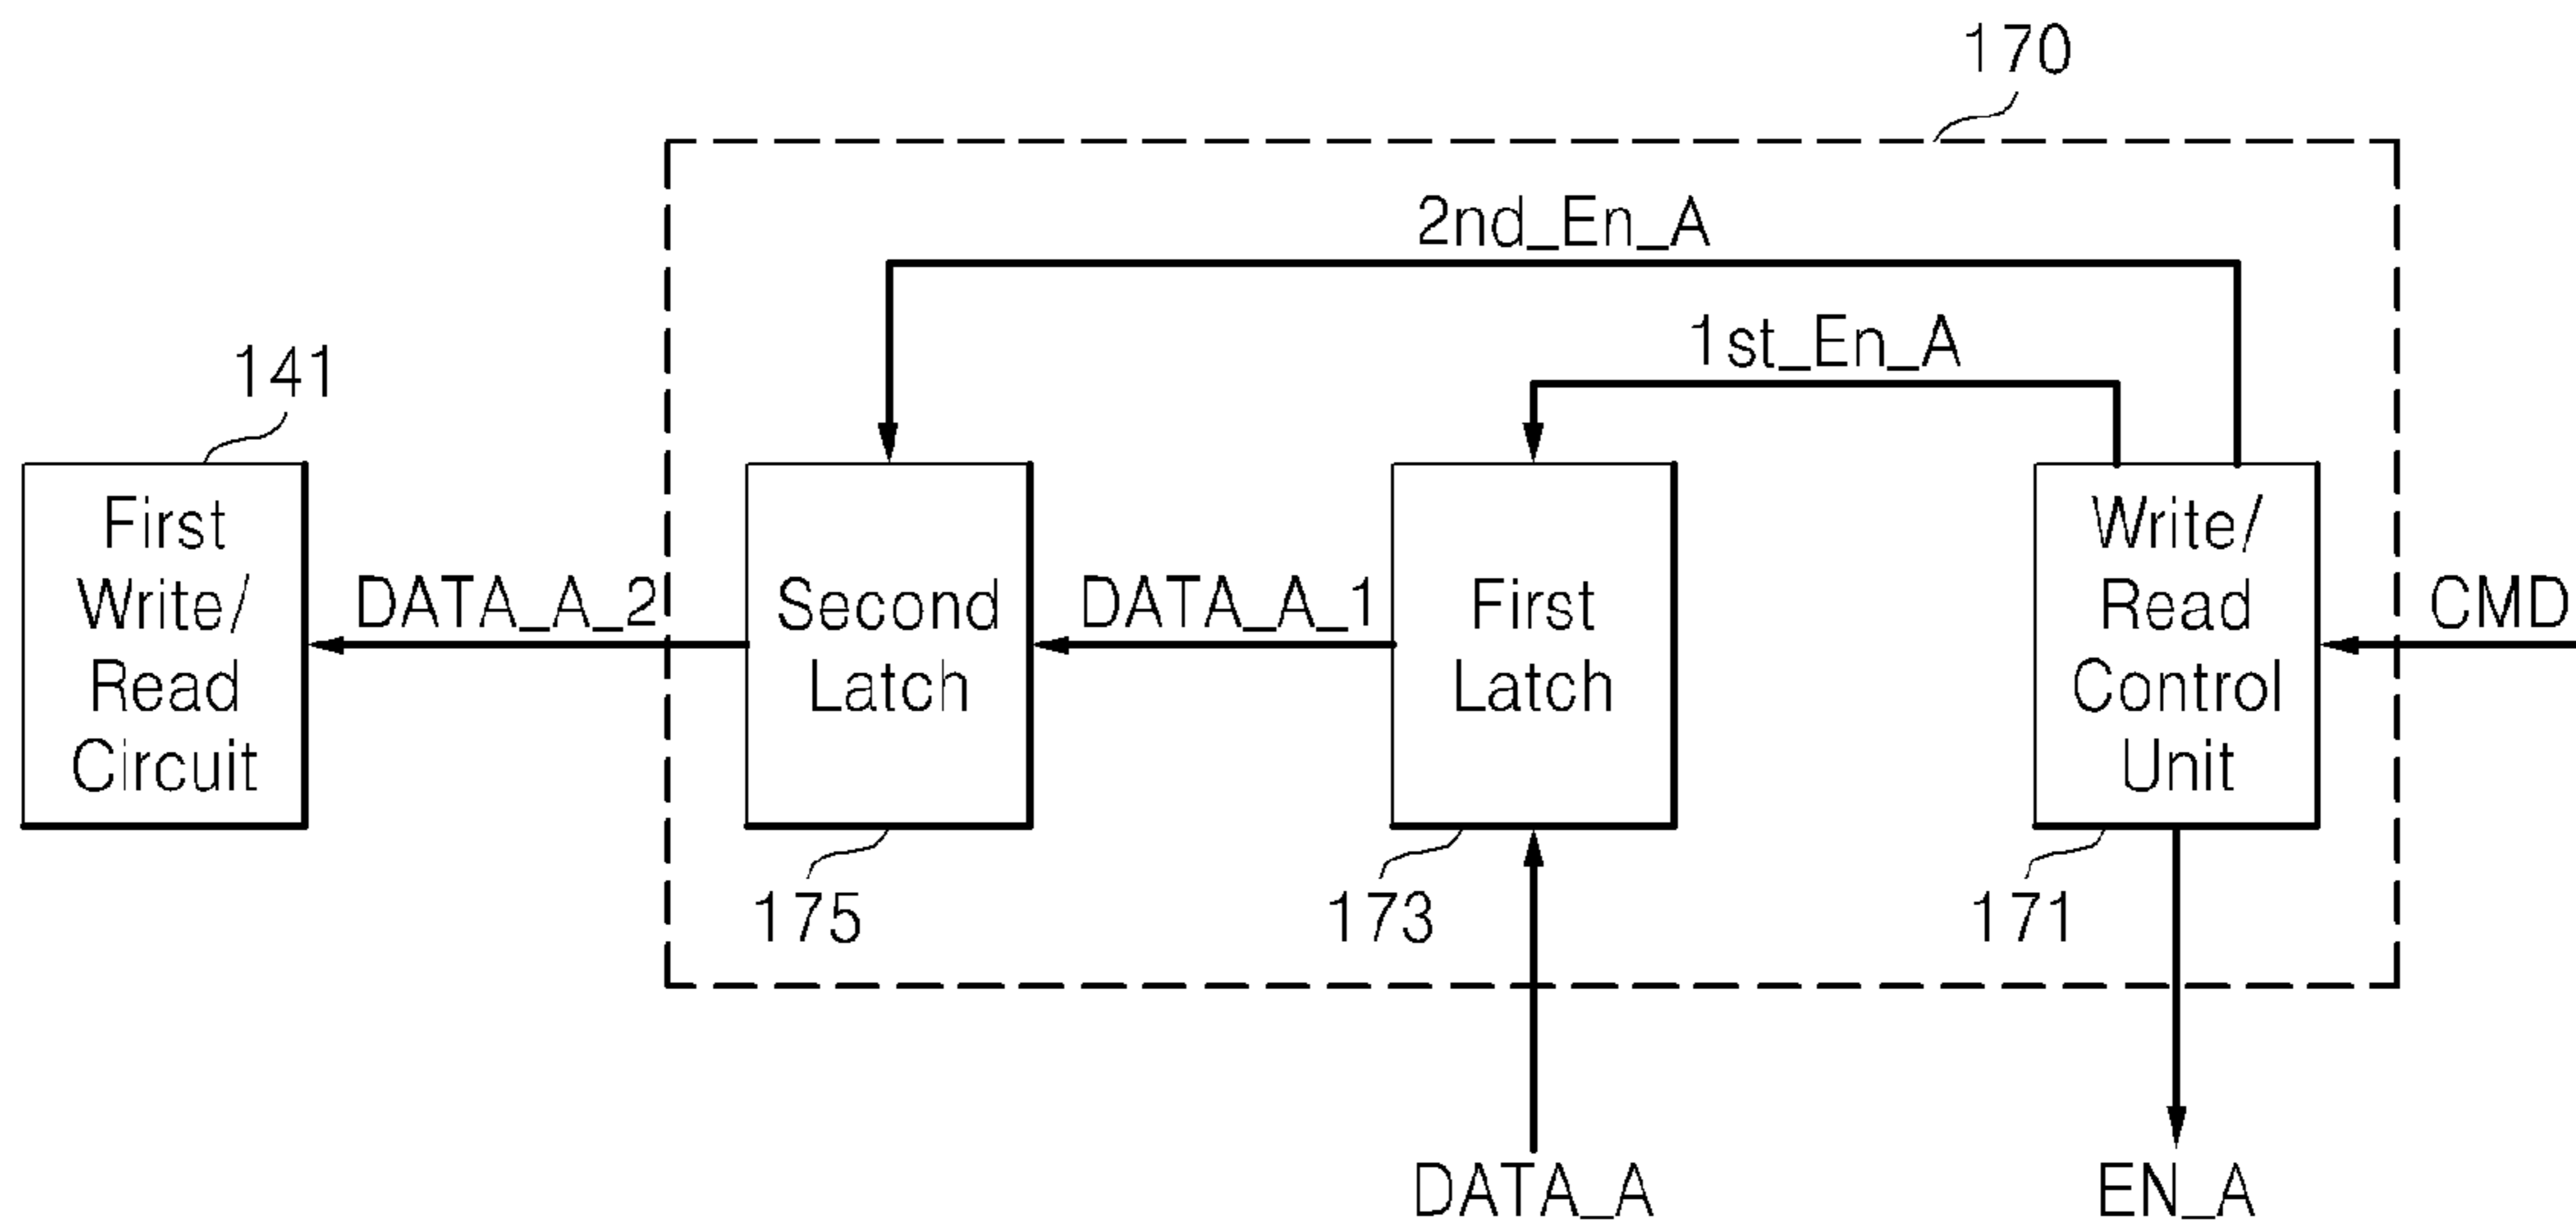 170
2nd_En_A
1st_En_A
141
First
Write/
Read
Circuit
DATA_A_2
Second
Latch
DATA_A_1
First
Latch
Write/
Read
Control
Unit
CMD
175
173
171
DATA_A
EN_A